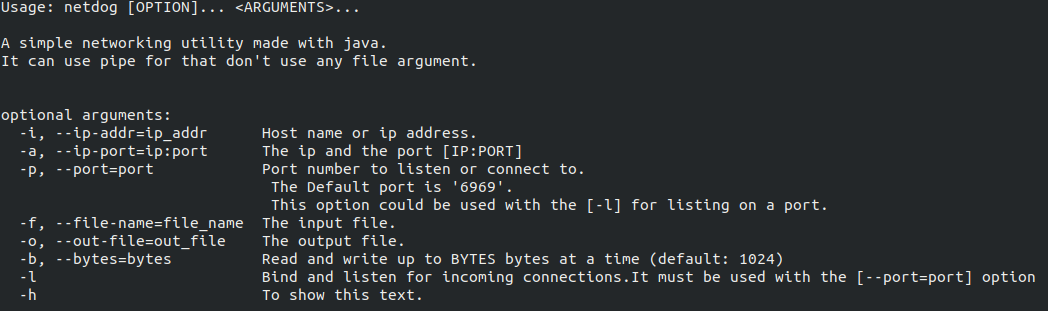 Usage: netdog [OPTION]... <ARGUMENTS>...
A simple networking utility made with java.
It can use pipe for that don't use any file argument.
optional arguments:
-i, --ip-addr=ip_addr      Host name or ip address.
-a, --ip-port=ip:port      The ip and the port [IP:PORT]
-p, --port=port            Port number to listen or connect to.
The Default port is '6969'.
This option could be used with the [-l] for listing on a port.
-f, --file-name=file_name  The input file.
-o, --out-file=out_file    The output file.
-b, --bytes=bytes          Read and write up to BYTES bytes at a time (default: 1024)
-l                         Bind and listen for incoming connections.It must be used with the [--port=port] option
-h                         To show this text.